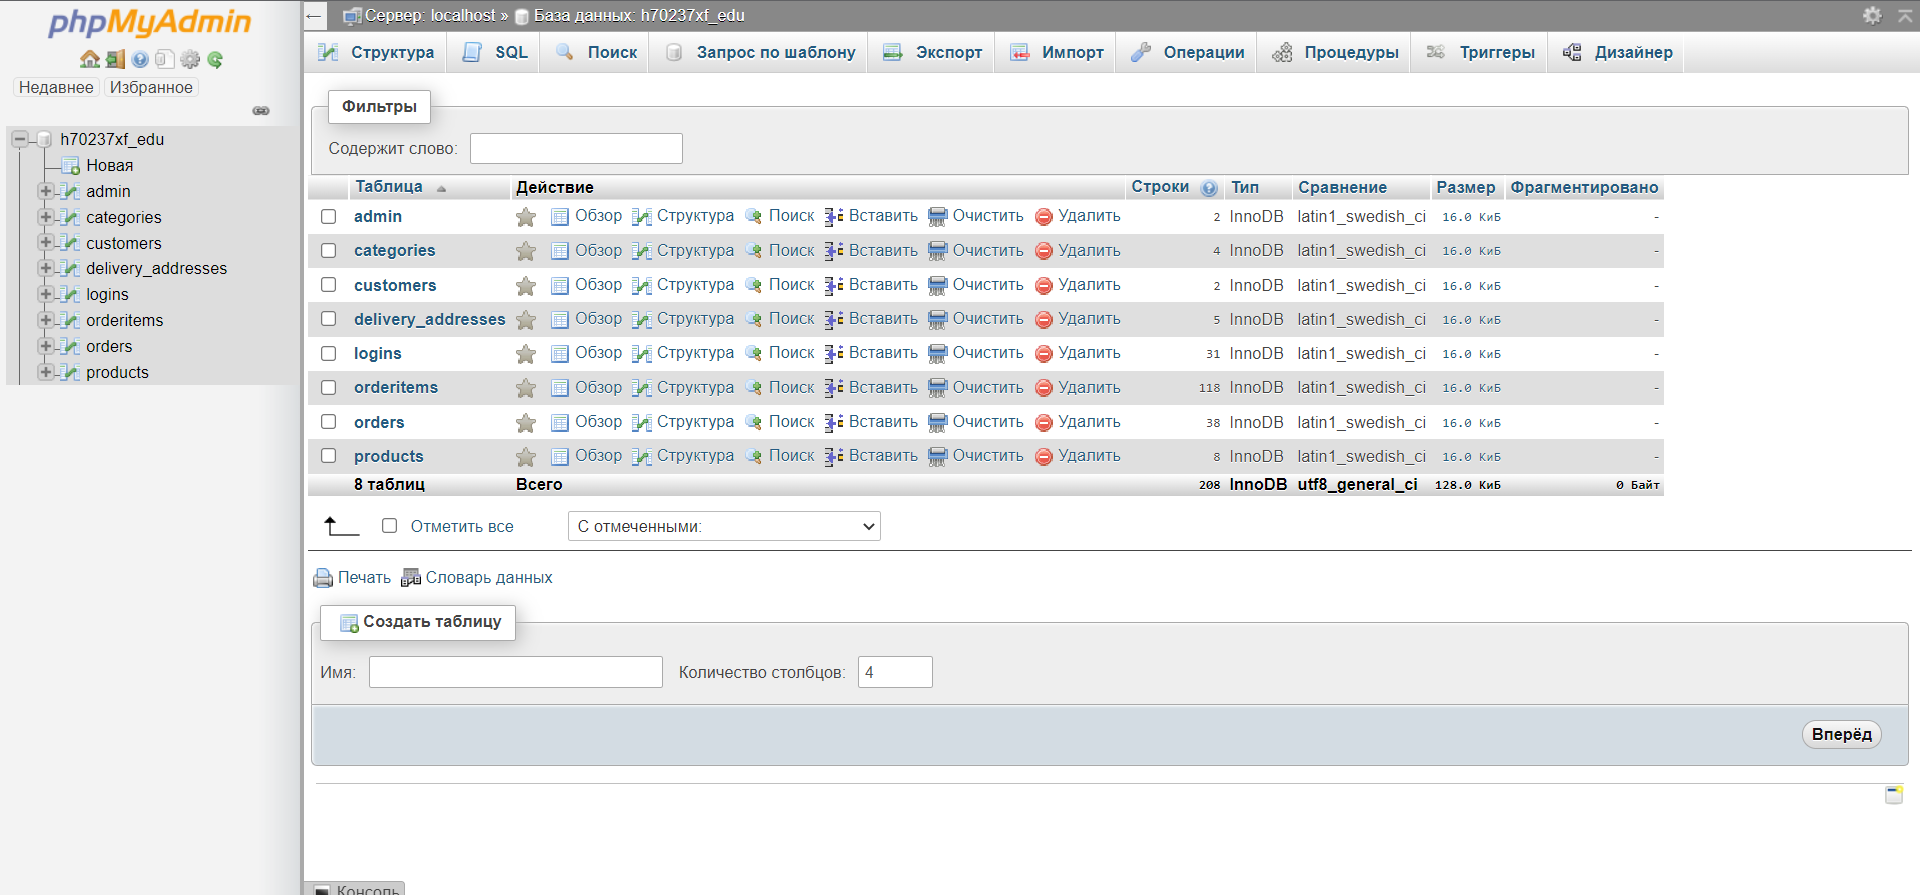 phpMyAdmin
Недавнее Избранное
h70237xf_edu
Новая
admin
categories
customers
delivery_addresses
logins
orderitems
orders
products
Сервер: localhost » База данных: h70237xf_edu
Структура SQL Поиск Запрос по шаблону Экспорт Импорт Операции Процедуры Триггеры Дизайнер
Фильтры
Содержит слово:
Таблица Действие Строки Тип Сравнение Размер Фрагментировано
admin Обзор Структура Поиск Вставить Очистить Удалить 2 InnoDB latin1_swedish_ci 16.0 КиБ -
categories Обзор Структура Поиск Вставить Очистить Удалить 4 InnoDB latin1_swedish_ci 16.0 КиБ -
customers Обзор Структура Поиск Вставить Очистить Удалить 2 InnoDB latin1_swedish_ci 16.0 КиБ -
delivery_addresses Обзор Структура Поиск Вставить Очистить Удалить 5 InnoDB latin1_swedish_ci 16.0 КиБ -
logins Обзор Структура Поиск Вставить Очистить Удалить 31 InnoDB latin1_swedish_ci 16.0 КиБ -
orderitems Обзор Структура Поиск Вставить Очистить Удалить 118 InnoDB latin1_swedish_ci 16.0 КиБ -
orders Обзор Структура Поиск Вставить Очистить Удалить 38 InnoDB latin1_swedish_ci 16.0 КиБ -
products Обзор Структура Поиск Вставить Очистить Удалить 8 InnoDB latin1_swedish_ci 16.0 КиБ -
8 таблиц Всего 208 InnoDB utf8_general_ci 128.0 КиБ 0 Байт
Отметить все С отмеченными:
Печать Словарь данных
Создать таблицу
Имя: Количество столбцов: 4
Вперёд
Консоль